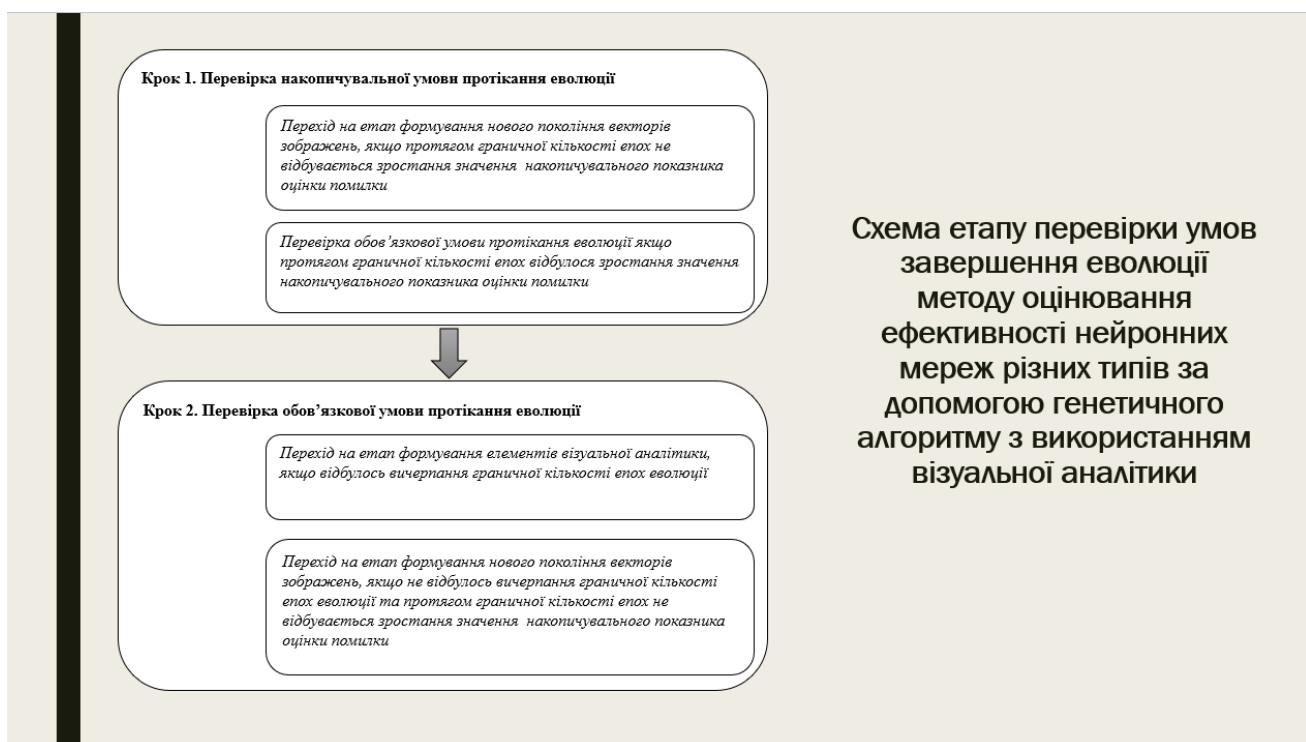 Крок 1. Перевірка накопичувальної умови протікання еволюції
Перехід на етап формування нового покоління векторів
зображень, якщо протягом граничної кількості епох не
відбувається зростання значення накопичувального показника
оцінки помилки
Перевірка обов’язкової умови протікання еволюції якщо
протягом граничної кількості епох відбулося зростання значення
накопичувального показника оцінки помилки
Крок 2. Перевірка обов’язкової умови протікання еволюції
Перехід на етап формування елементів візуальної аналітики,
якщо відбулось вичерпання граничної кількості епох еволюції
Перехід на етап формування нового покоління векторів
зображень, якщо не відбулось вичерпання граничної кількості
епох еволюції та протягом граничної кількості епох не
відбувається зростання значення накопичувального показника
оцінки помилки
Схема етапу перевірки умов
завершення еволюції
методу оцінювання
ефективності нейронних
мереж різних типів за
допомогою генетичного
алгоритму з використанням
візуальної аналітики